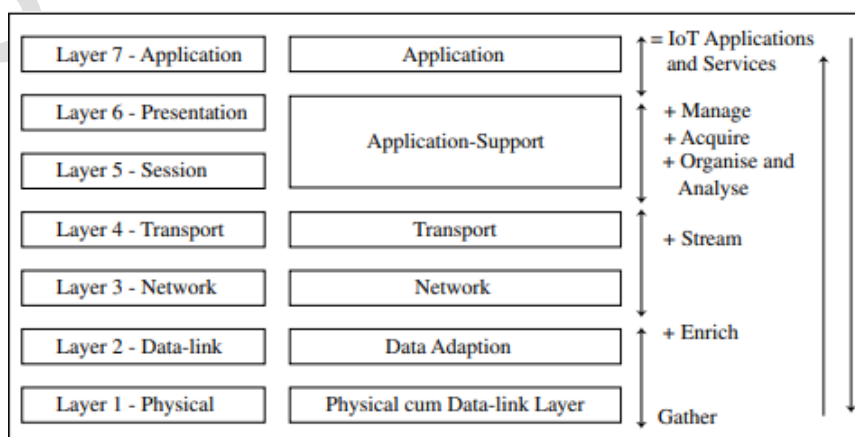 Layer 7 - Application
Application
= IoT Applications
and Services
Layer 6 - Presentation
Application-Support
+ Manage
+ Acquire
+ Organise and
Analyse
Layer 5 - Session
Layer 4 - Transport
Transport
+ Stream
Layer 3 - Network
Network
Layer 2 - Data-link
Data Adaption
+ Enrich
Layer 1 - Physical
Physical cum Data-link Layer
Gather